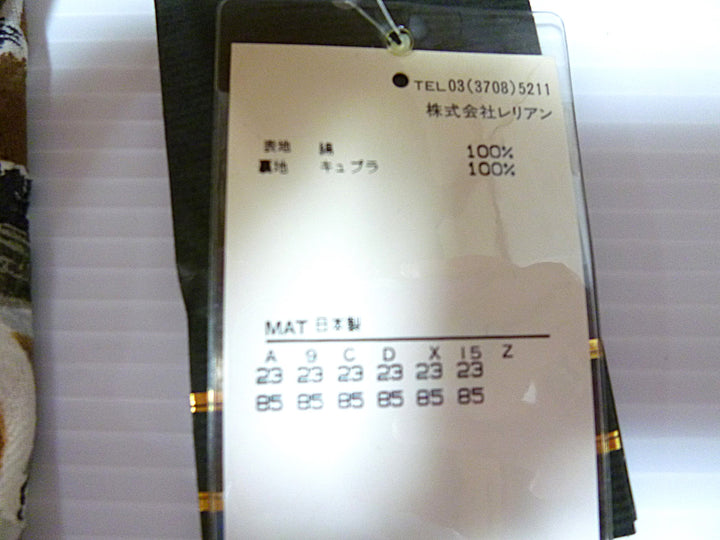 TEL 03(3708)5211
株式会社レリアン
表地 綿 100%
裏地 キュプラ 100%
MAT 日本製
A 9 C D X 15 Z
23 23 23 23 23 23
85 85 85 85 85 85